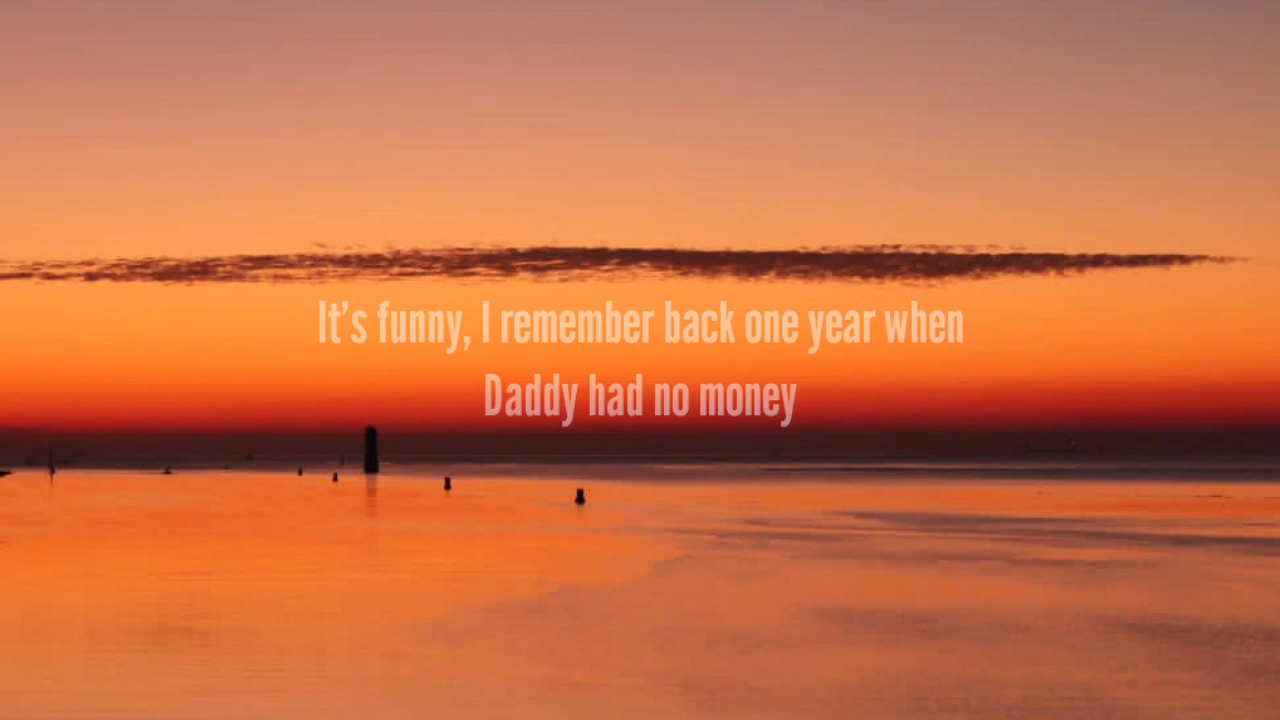 It’s funny, I remember back one year when
Daddy had no money